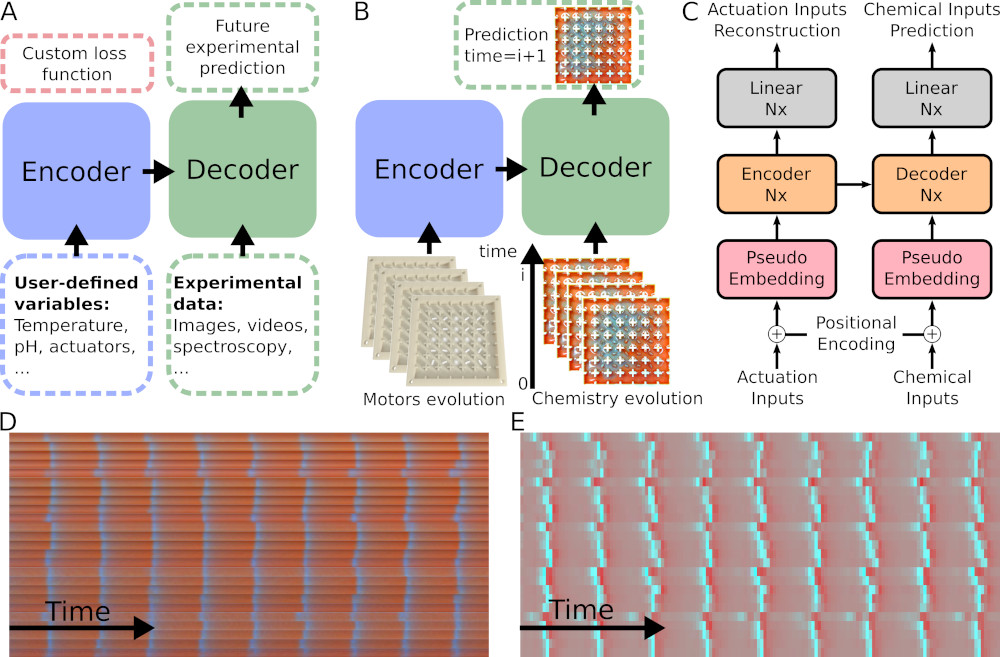 A
Custom loss
function
Future
experimental
prediction
Encoder
Decoder
User-defined
variables:
Temperature,
pH, actuators,
...
Experimental
data:
Images, videos,
spectroscopy,
...
B
Prediction
time=i+1
Encoder
Decoder
time
i
0
Motors evolution
Chemistry evolution
C
Actuation Inputs
Reconstruction
Chemical Inputs
Prediction
Linear
Nx
Linear
Nx
Encoder
Nx
Decoder
Nx
Pseudo
Embedding
Pseudo
Embedding
+
Positional
Encoding
+
Actuation
Inputs
Chemical
Inputs
D
Time
E
Time